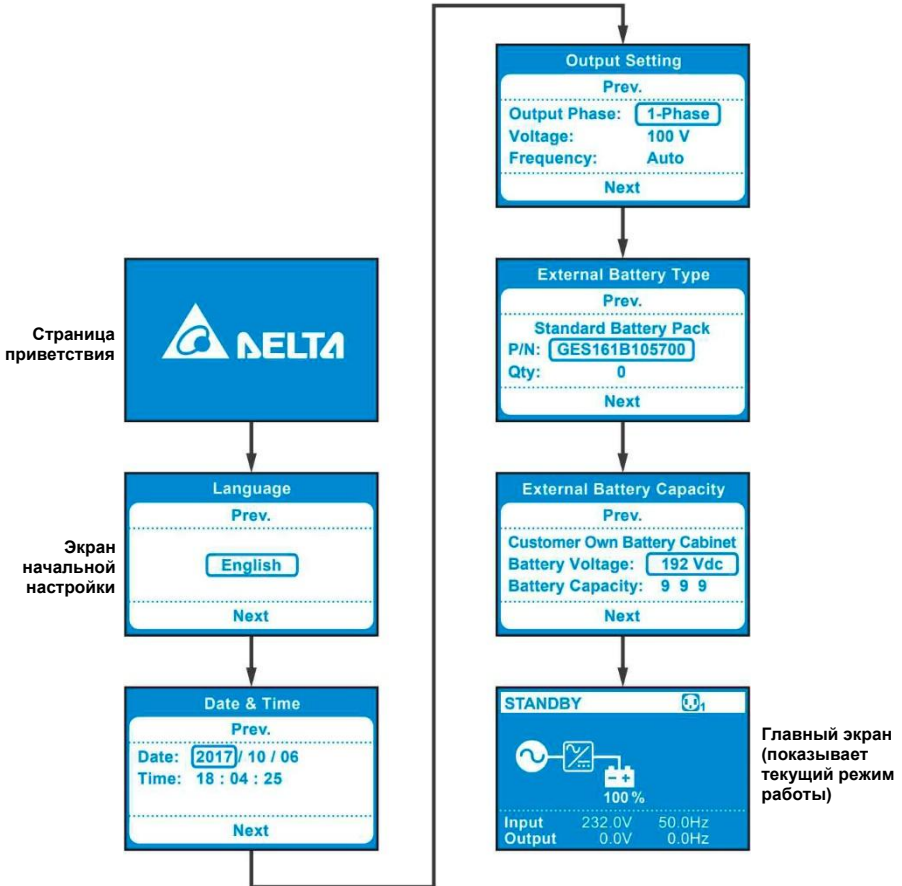 Страница
приветствия
DELTA
Экран
начальной
настройки
Language
Prev.
English
Next
Date & Time
Prev.
Date: 2017 / 10 / 06
Time: 18 : 04 : 25
Next
Output Setting
Prev.
Output Phase: 1-Phase
Voltage: 100 V
Frequency: Auto
Next
External Battery Type
Prev.
Standard Battery Pack
P/N: GES161B105700
Qty: 0
Next
External Battery Capacity
Prev.
Customer Own Battery Cabinet
Battery Voltage: 192 Vdc
Battery Capacity: 9 9 9
Next
STANDBY 1
100 %
Input 232.0V 50.0Hz
Output 0.0V 0.0Hz
Главный экран
(показывает
текущий режим
работы)